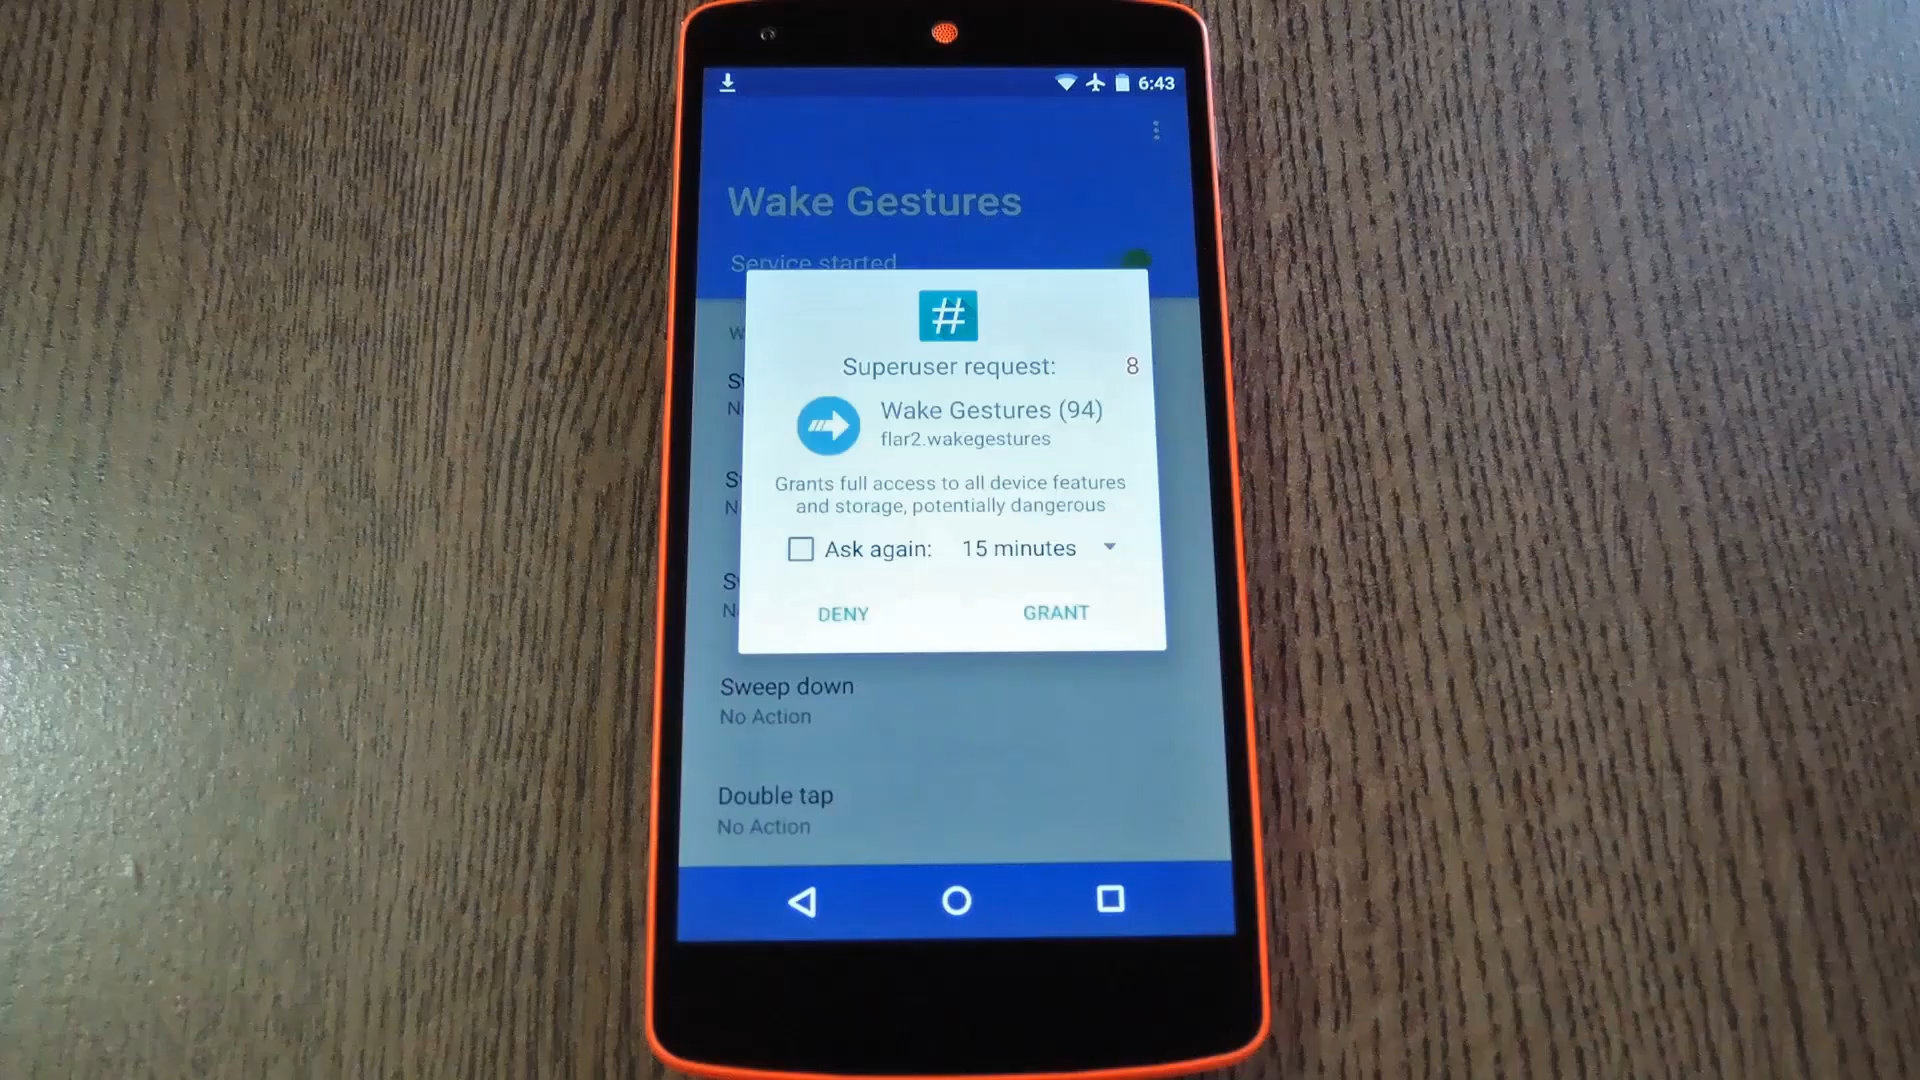 6:43
Wake Gestures
Service started
#
Superuser request: 8
Wake Gestures (94)
flar2.wakegestures
Grants full access to all device features
and storage, potentially dangerous
Ask again: 15 minutes
DENY GRANT
Sweep down
No Action
Double tap
No Action